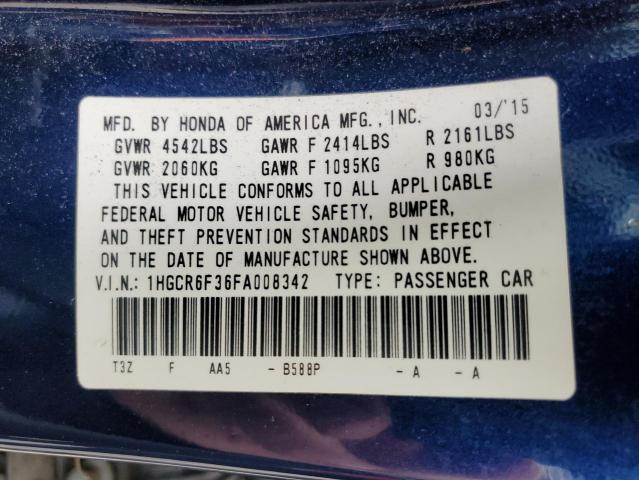 MFD. BY HONDA OF AMERICA MFG., INC. 03/'15
GVWR 4542LBS GAWR F 2414LBS R 2161LBS
GVWR 2060KG GAWR F 1095KG R 980KG
THIS VEHICLE CONFORMS TO ALL APPLICABLE
FEDERAL MOTOR VEHICLE SAFETY, BUMPER,
AND THEFT PREVENTION STANDARDS IN EFFECT
ON THE DATE OF MANUFACTURE SHOWN ABOVE.
V.I.N.: 1HGCR6F36FA008342 TYPE: PASSENGER CAR
T3Z F AA5 - B588P - A - A